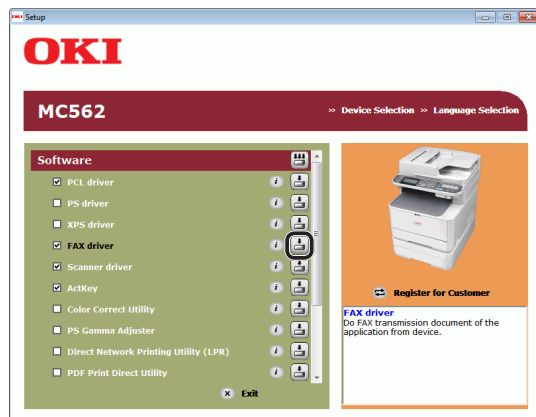 OKI Setup
OKI
MC562
» Device Selection » Language Selection
Software
PCL driver i
PS driver i
XPS driver i
FAX driver i
Scanner driver i
ActKey i
Color Correct Utility i
PS Gamma Adjuster i
Direct Network Printing Utility (LPR) i
PDF Print Direct Utility i
x Exit
Register for Customer
FAX driver
Do FAX transmission document of the
application from device.